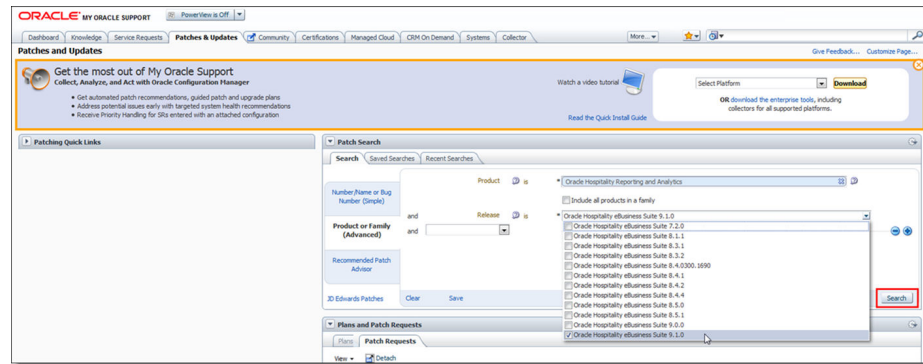 ORACLE MY ORACLE SUPPORT PowerView is Off
Dashboard Knowledge Service Requests Patches & Updates Community Certifications Managed Cloud CRM On Demand Systems Collector More...
Patches and Updates Give Feedback... Customize Page...
Get the most out of My Oracle Support
Collect, Analyze, and Act with Oracle Configuration Manager
Get automated patch recommendations, guided patch and upgrade plans
Address potential issues early with targeted system health recommendations
Receive Priority Handling for SRs entered with an attached configuration
Watch a video tutorial
Read the Quick Install Guide
Select Platform Download
OR download the enterprise tools, including
collectors for all supported platforms.
Patching Quick Links
Patch Search
Search Saved Searches Recent Searches
Number/Name or Bug
Number (Simple)
Product or Family
(Advanced)
Recommended Patch
Advisor
JD Edwards Patches
Product is * Oracle Hospitality Reporting and Analytics
Include all products in a family
and Release is * Oracle Hospitality eBusiness Suite 9.1.0
and
Oracle Hospitality eBusiness Suite 7.2.0
Oracle Hospitality eBusiness Suite 8.1.1
Oracle Hospitality eBusiness Suite 8.3.1
Oracle Hospitality eBusiness Suite 8.3.2
Oracle Hospitality eBusiness Suite 8.4.0300.1690
Oracle Hospitality eBusiness Suite 8.4.1
Oracle Hospitality eBusiness Suite 8.4.2
Oracle Hospitality eBusiness Suite 8.4.4
Oracle Hospitality eBusiness Suite 8.5.0
Oracle Hospitality eBusiness Suite 8.5.1
Oracle Hospitality eBusiness Suite 9.0.0
Oracle Hospitality eBusiness Suite 9.1.0
Clear Save Search
Plans and Patch Requests
Plans Patch Requests
View Detach